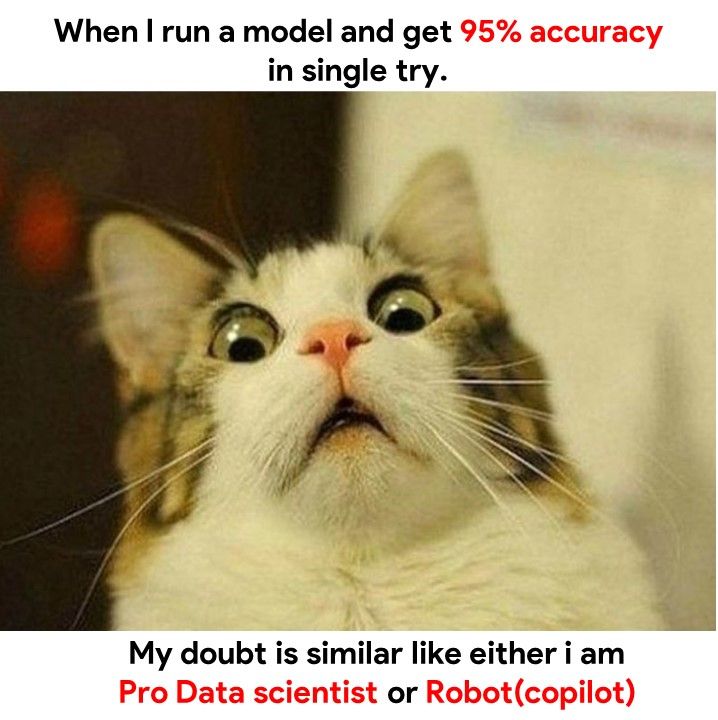 When I run a model and get 95% accuracy
in single try.
My doubt is similar like either i am
Pro Data scientist or Robot(copilot)